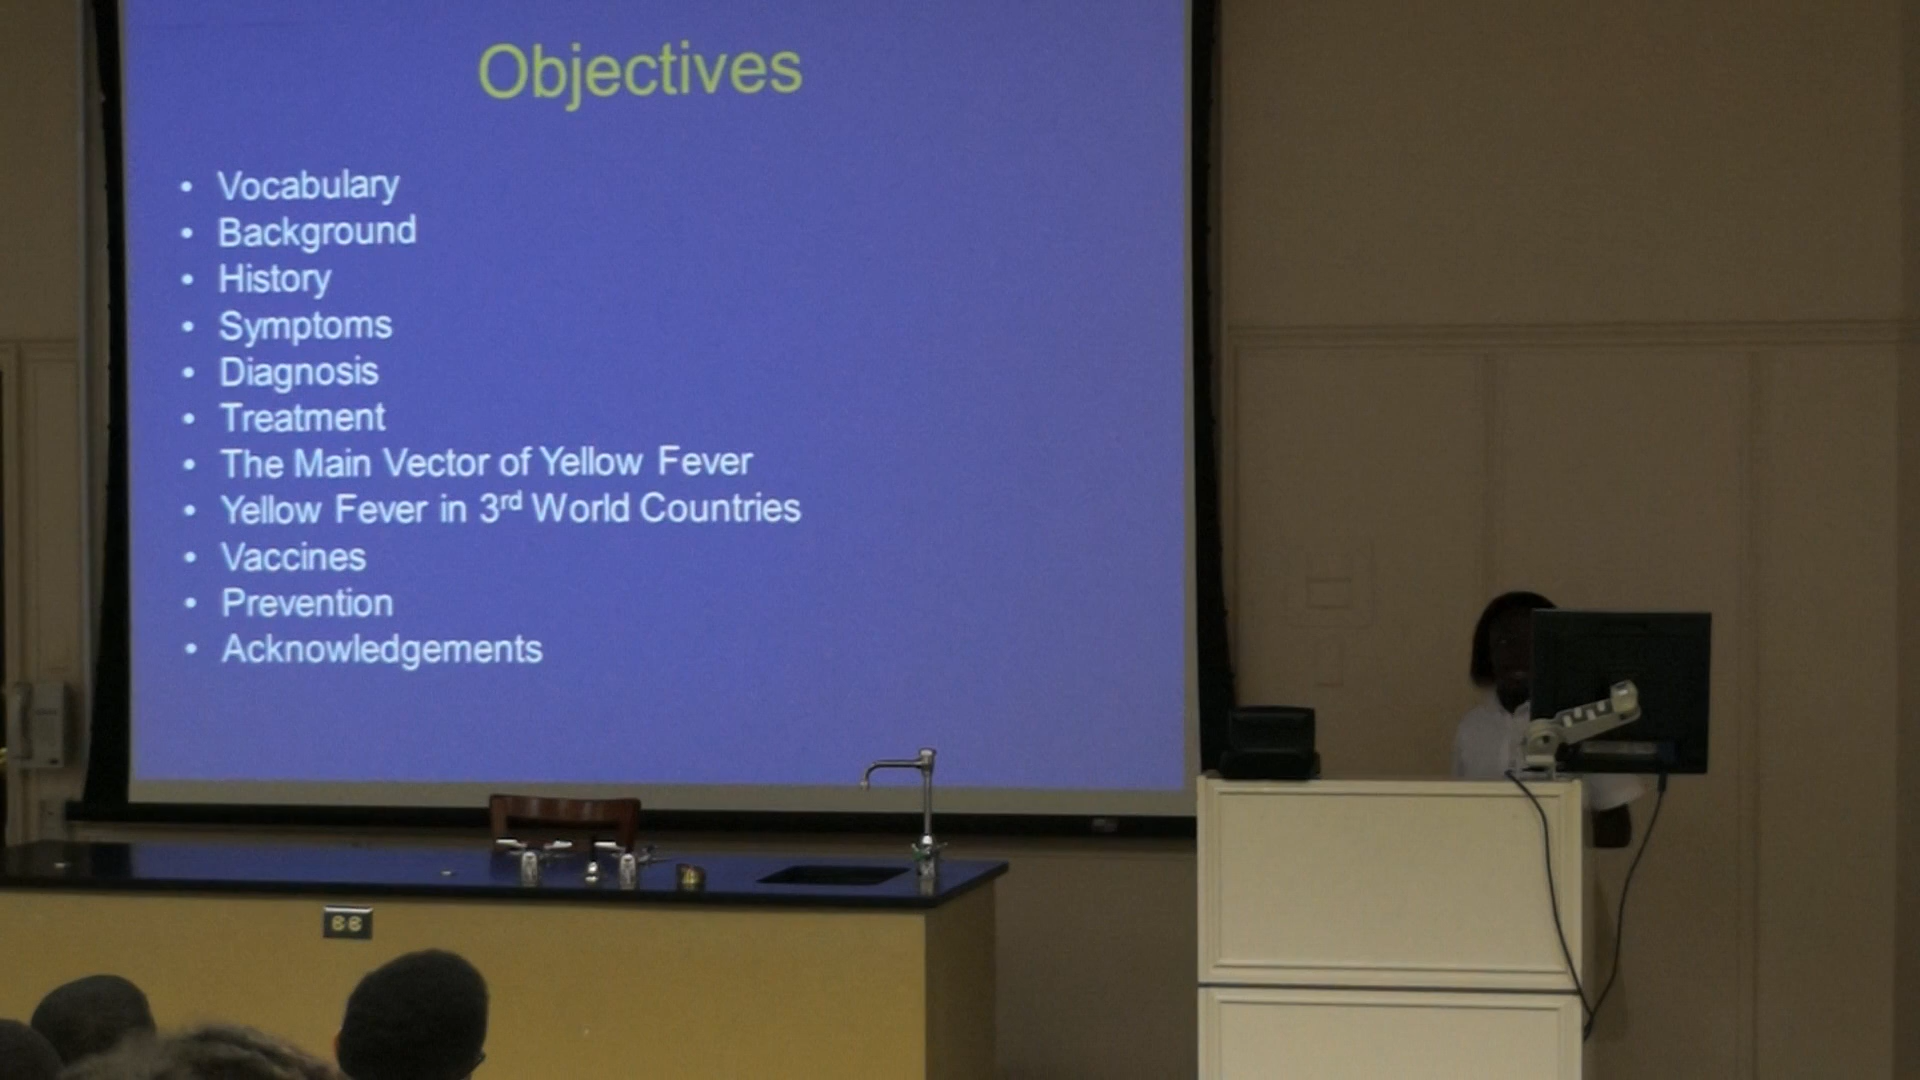 Objectives
• Vocabulary
• Background
• History
• Symptoms
• Diagnosis
• Treatment
• The Main Vector of Yellow Fever
• Yellow Fever in 3rd World Countries
• Vaccines
• Prevention
• Acknowledgements